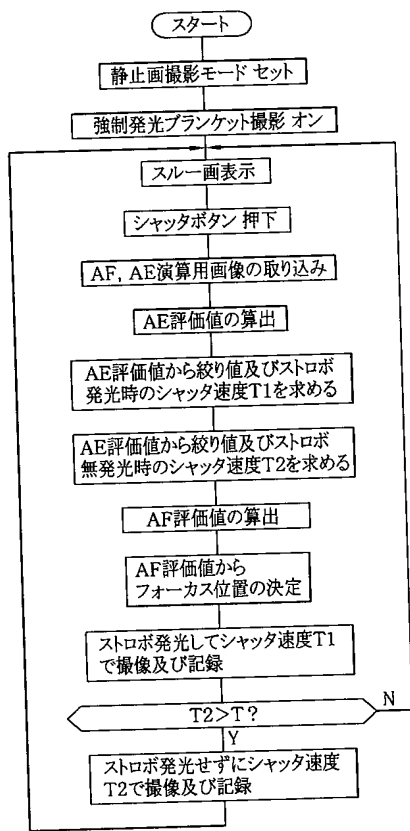 スタート
静止画撮影モード セット
強制発光ブランケット撮影 オン
スルー画表示
シャッタボタン 押下
AF, AE演算用画像の取り込み
AE評価値の算出
AE評価値から絞り値及びストロボ
発光時のシャッタ速度T1を求める
AE評価値から絞り値及びストロボ
無発光時のシャッタ速度T2を求める
AF評価値の算出
AF評価値から
フォーカス位置の決定
ストロボ発光してシャッタ速度T1
で撮像及び記録
T2>T?
N
Y
ストロボ発光せずにシャッタ速度
T2で撮像及び記録